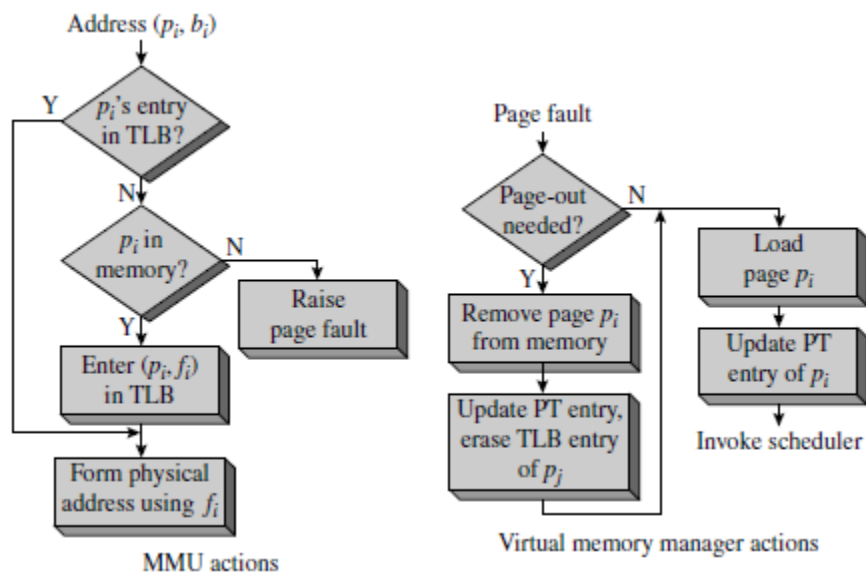 Address (pᵢ, bᵢ)
Y
pᵢ's entry
in TLB?
N
pᵢ in
memory?
N
Raise
page fault
Y
Enter (pᵢ, fᵢ)
in TLB
Form physical
address using fᵢ
MMU actions
Page fault
Page-out
needed?
N
Y
Remove page pᵢ
from memory
Update PT entry,
erase TLB entry
of pⱼ
Load
page pᵢ
Update PT
entry of pᵢ
Invoke scheduler
Virtual memory manager actions